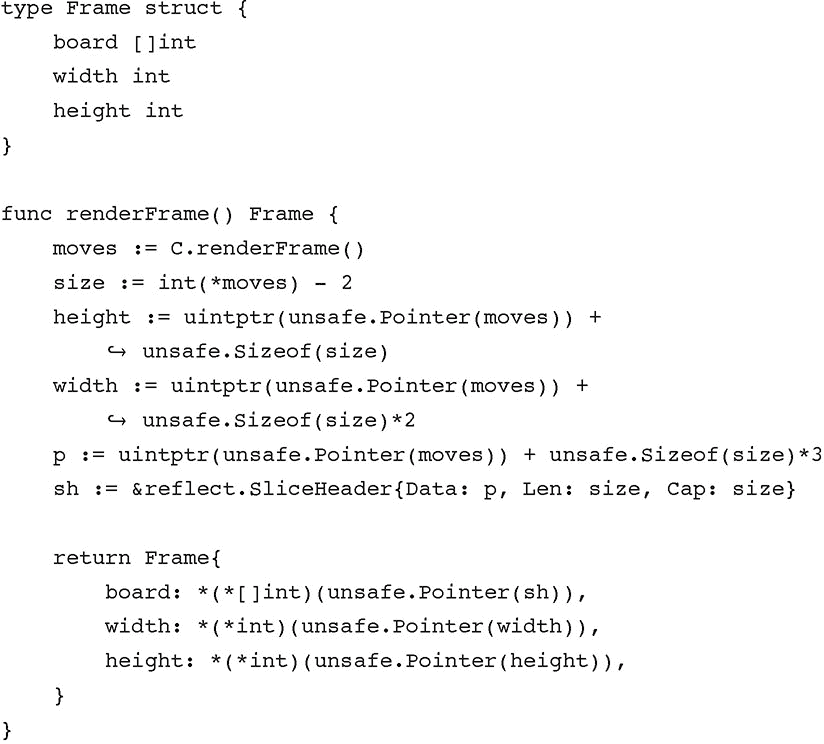 type Frame struct {
    board []int
    width int
    height int
}

func renderFrame() Frame {
    moves := C.renderFrame()
    size := int(*moves) - 2
    height := uintptr(unsafe.Pointer(moves)) +
        ↪ unsafe.Sizeof(size)
    width := uintptr(unsafe.Pointer(moves)) +
        ↪ unsafe.Sizeof(size)*2
    p := uintptr(unsafe.Pointer(moves)) + unsafe.Sizeof(size)*3
    sh := &reflect.SliceHeader{Data: p, Len: size, Cap: size}

    return Frame{
        board: *(*[]int)(unsafe.Pointer(sh)),
        width: *(*int)(unsafe.Pointer(width)),
        height: *(*int)(unsafe.Pointer(height)),
    }
}